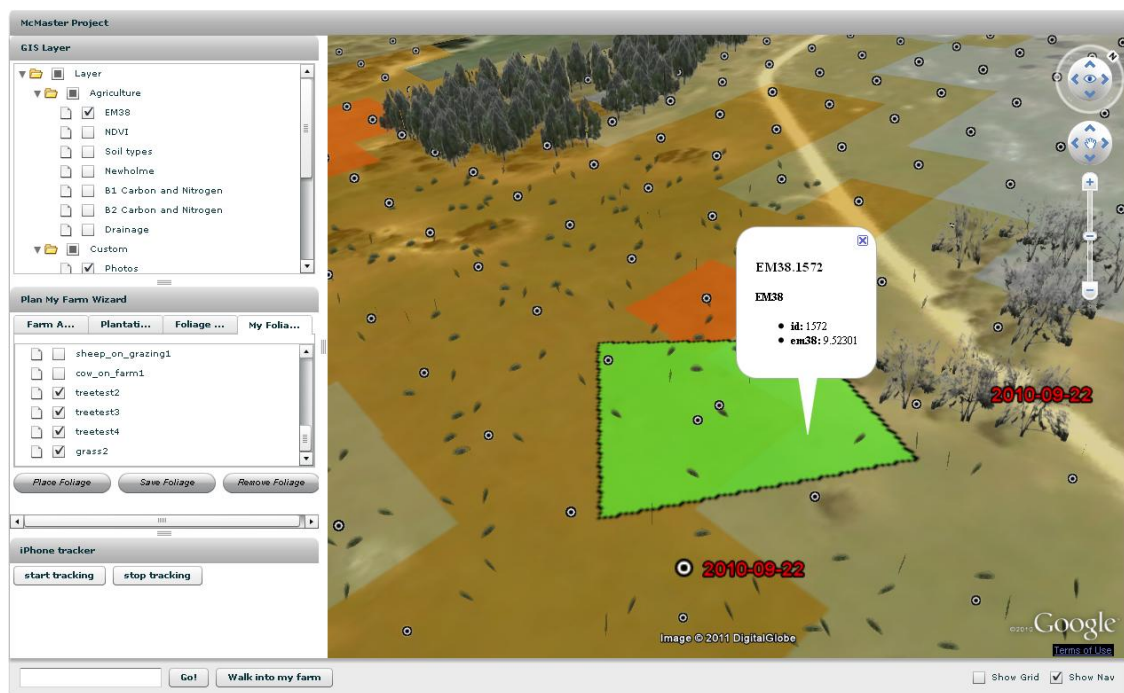 McMaster Project
GIS Layer
Layer
Agriculture
EM38
NDVI
Soil types
Newholme
B1 Carbon and Nitrogen
B2 Carbon and Nitrogen
Drainage
Custom
Photos
Plan My Farm Wizard
Farm A...
Plantati...
Foliage ...
My Folia...
sheep_on_grazing1
cow_on_farm1
treetest2
treetest3
treetest4
grass2
Place Foliage
Save Foliage
Remove Foliage
iPhone tracker
start tracking
stop tracking
Go!
Walk into my farm
N
EM38.1572
EM38
id: 1572
em38: 9.52301
2010-09-22
2010-09-22
Image © 2011 DigitalGlobe
©2010 Google
Terms of Use
Show Grid
Show Nav